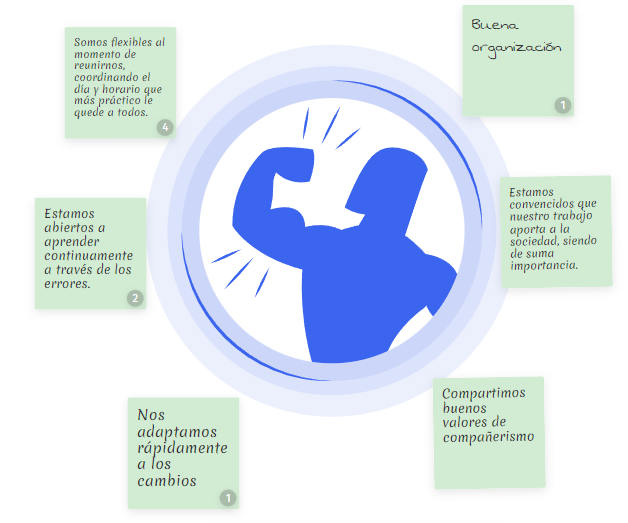 Somos flexibles al
momento de
reunirnos,
coordinando el
día y horario que
más práctico le
quede a todos.
4
Buena
organización
1
Estamos
abiertos a
aprender
continuamente
a través de los
errores.
2
Estamos
convencidos que
nuestro trabajo
aporta a la
sociedad, siendo
de suma
importancia.
Nos
adaptamos
rápidamente
a los
cambios
1
Compartimos
buenos
valores de
compañerismo